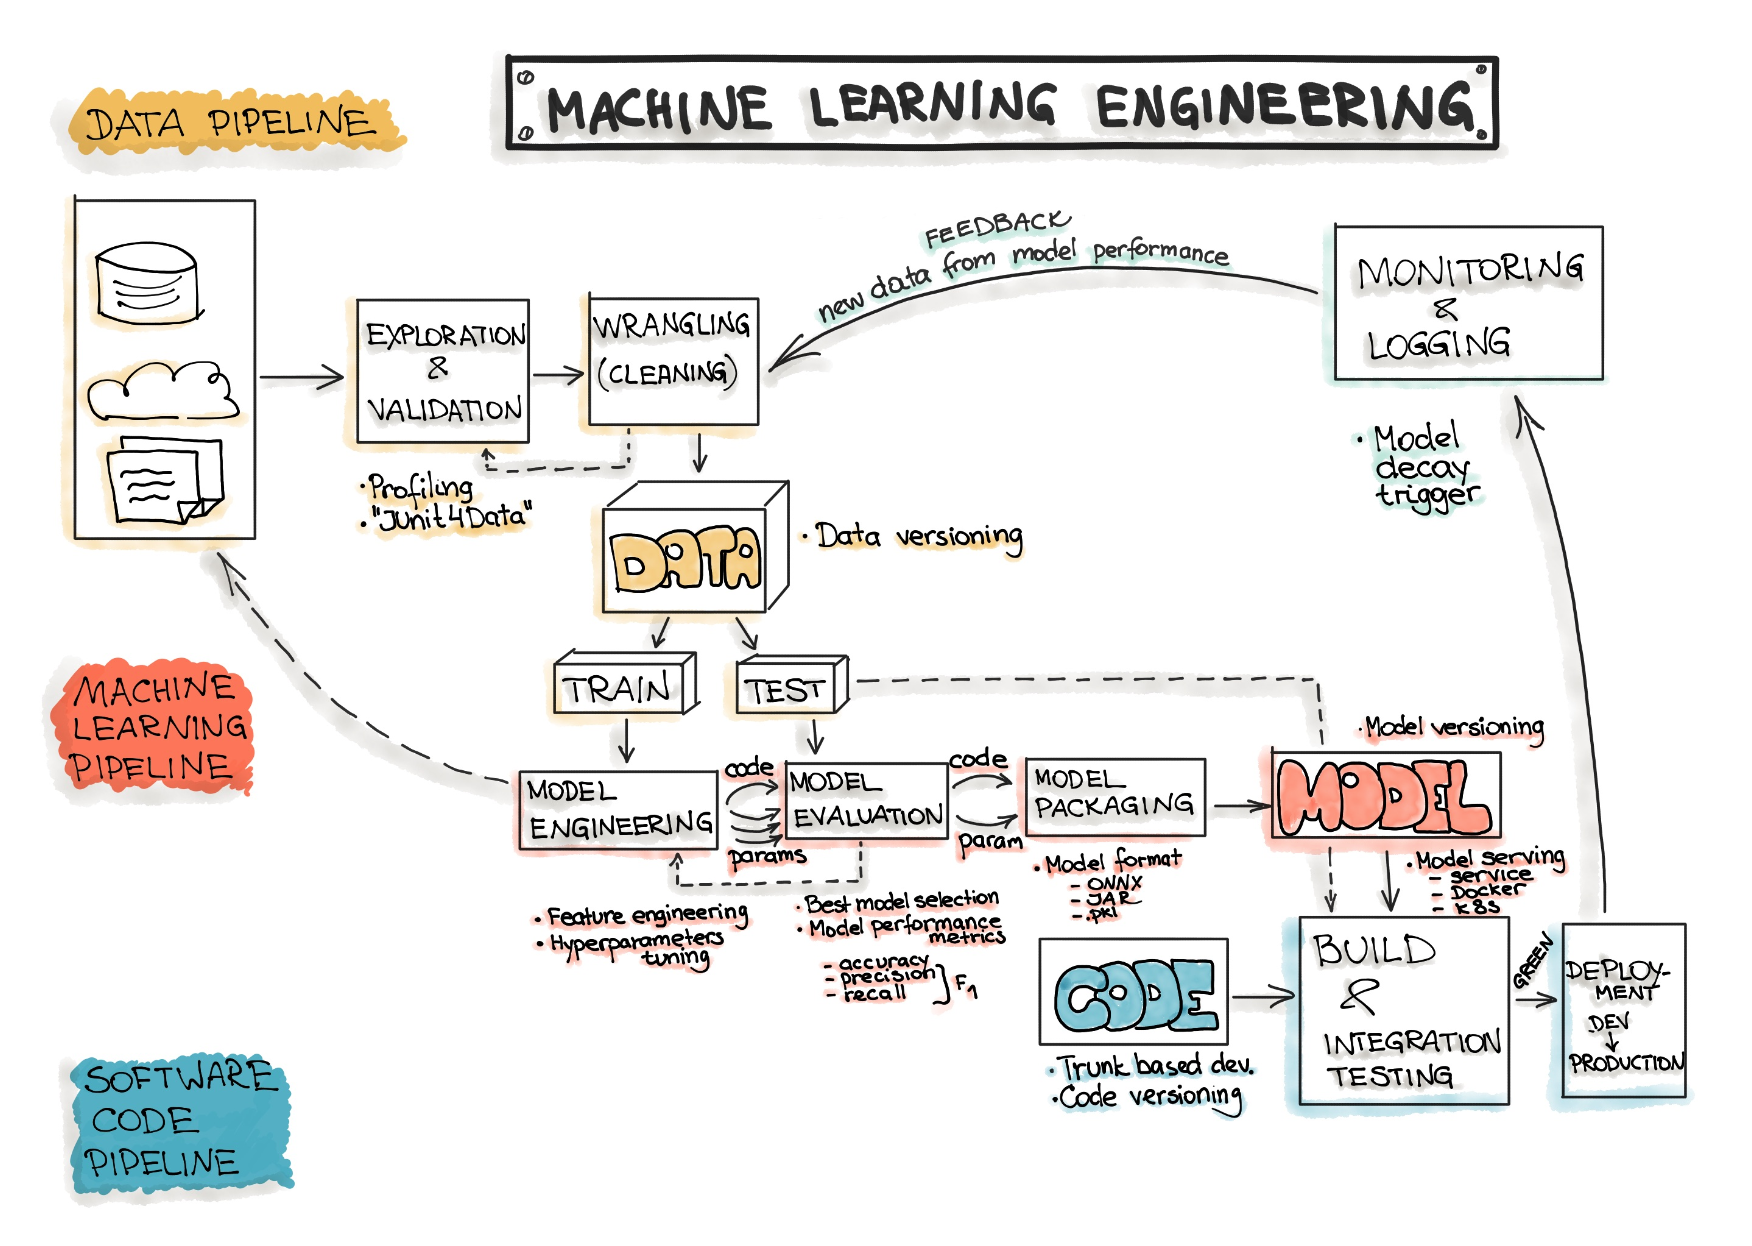 MACHINE LEARNING ENGINEERING
DATA PIPELINE
FEEDBACK
new data from model performance
MONITORING
&
LOGGING
EXPLORATION
&
VALIDATION
WRANGLING
(CLEANING)
· Model
decay
trigger
· Profiling
· "Junit4Data"
DATA
· Data versioning
MACHINE
LEARNING
PIPELINE
TRAIN
TEST
· Model versioning
MODEL
ENGINEERING
code
params
MODEL
EVALUATION
code
param
MODEL
PACKAGING
MODEL
· Feature engineering
· Hyperparameters
tuning
· Best model selection
· Model performance
metrics
- accuracy
- precision
- recall
F1
· Model format
- ONNX
- JAR
- .pkl
· Model serving
- service
- Docker
- K8S
CODE
· Trunk based dev.
· Code versioning
BUILD
&
INTEGRATION
TESTING
GREEN
DEPLOY-
MENT
DEV
PRODUCTION
SOFTWARE
CODE
PIPELINE